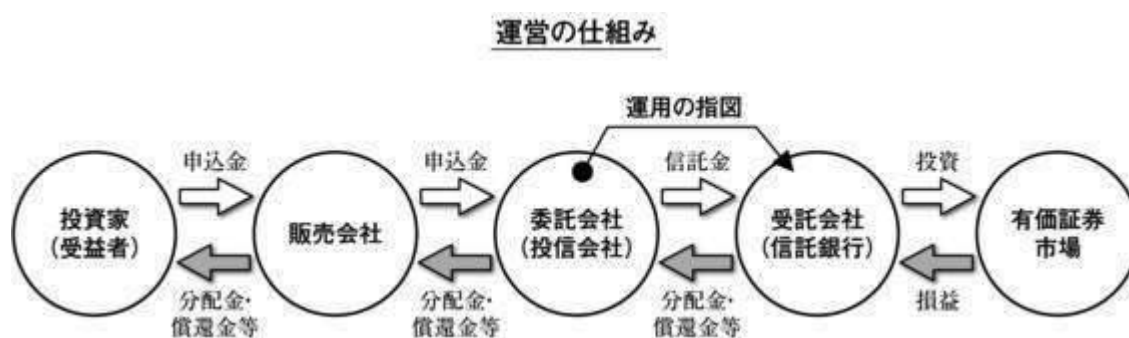 運営の仕組み
運用の指図
申込金
申込金
信託金
投資
投資家
(受益者)
販売会社
委託会社
(投信会社)
受託会社
(信託銀行)
有価証券
市場
分配金・
償還金等
分配金・
償還金等
分配金・
償還金等
損益